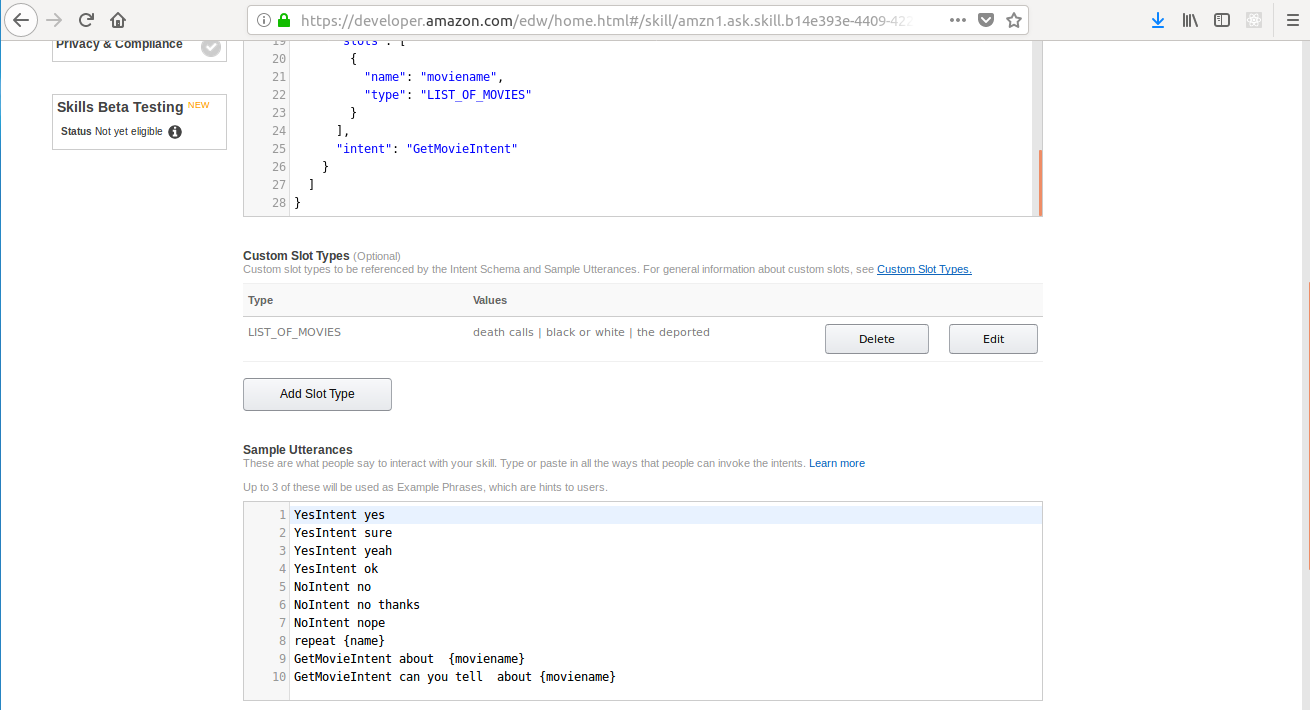 https://developer.amazon.com/edw/home.html#/skill/amzn1.ask.skill.b14e393e-4409-422
Privacy & Compliance
Skills Beta Testing NEW
Status Not yet eligible
19 "slots": [
20 {
21 "name": "moviename",
22 "type": "LIST_OF_MOVIES"
23 }
24 ],
25 "intent": "GetMovieIntent"
26 }
27 ]
28 }
Custom Slot Types (Optional)
Custom slot types to be referenced by the Intent Schema and Sample Utterances. For general information about custom slots, see Custom Slot Types.
Type Values
LIST_OF_MOVIES death calls | black or white | the deported Delete Edit
Add Slot Type
Sample Utterances
These are what people say to interact with your skill. Type or paste in all the ways that people can invoke the intents. Learn more
Up to 3 of these will be used as Example Phrases, which are hints to users.
1 YesIntent yes
2 YesIntent sure
3 YesIntent yeah
4 YesIntent ok
5 NoIntent no
6 NoIntent no thanks
7 NoIntent nope
8 repeat {name}
9 GetMovieIntent about  {moviename}
10 GetMovieIntent can you tell  about {moviename}